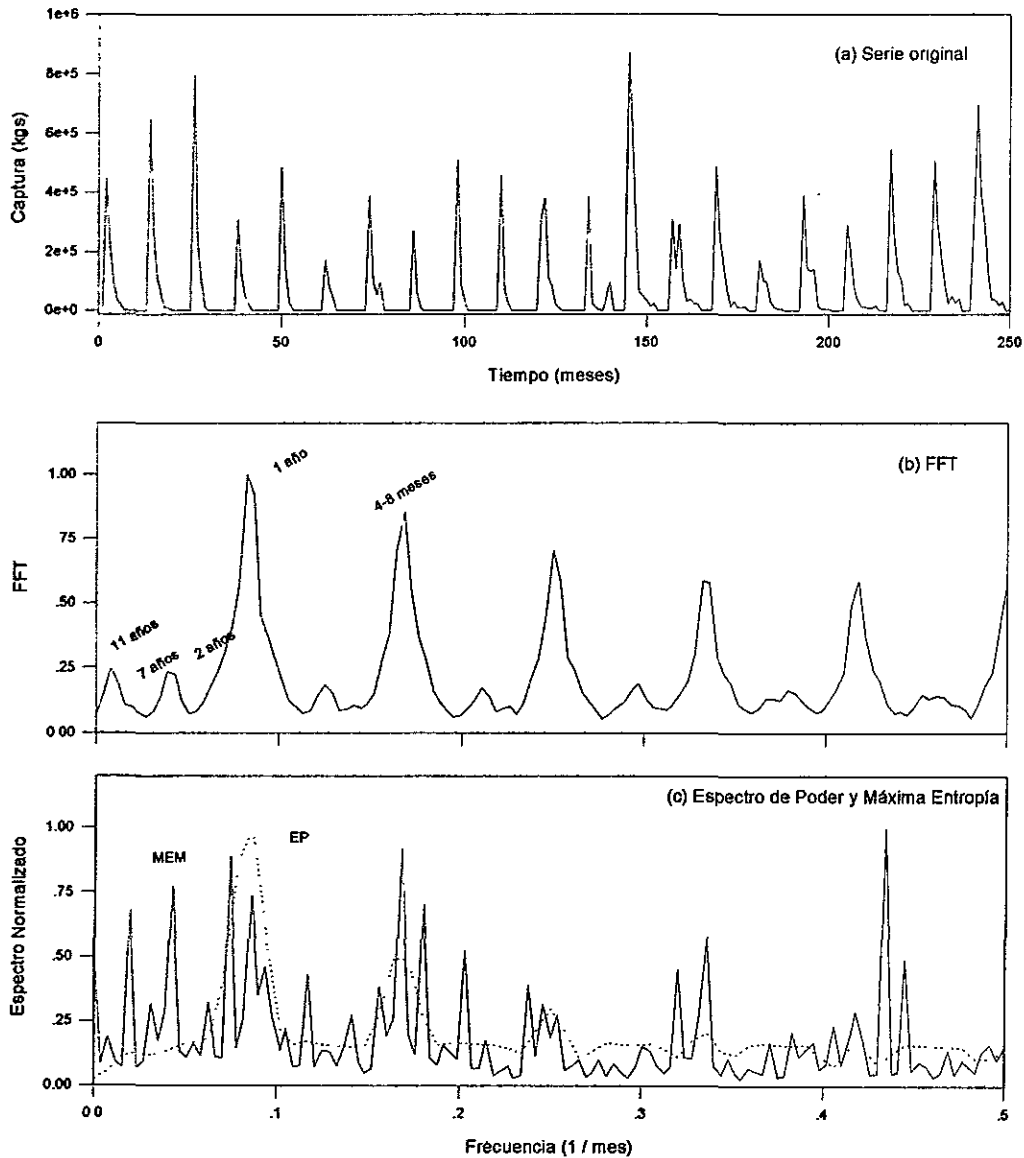 1e+6
8e+5
6e+5
4e+5
2e+5
0e+0
Captura (kgs)
(a) Serie original
0
50
100
150
200
250
Tiempo (meses)
1.00
.75
.50
.25
0 00
FFT
(b) FFT
11 años
7 años
2 años
1 año
4-8 meses
1.00
.75
.50
.25
0.00
Espectro Normalizado
(c) Espectro de Poder y Máxima Entropía
MEM
EP
0 0
.1
.2
.3
.4
.5
Frecuencia (1 / mes)